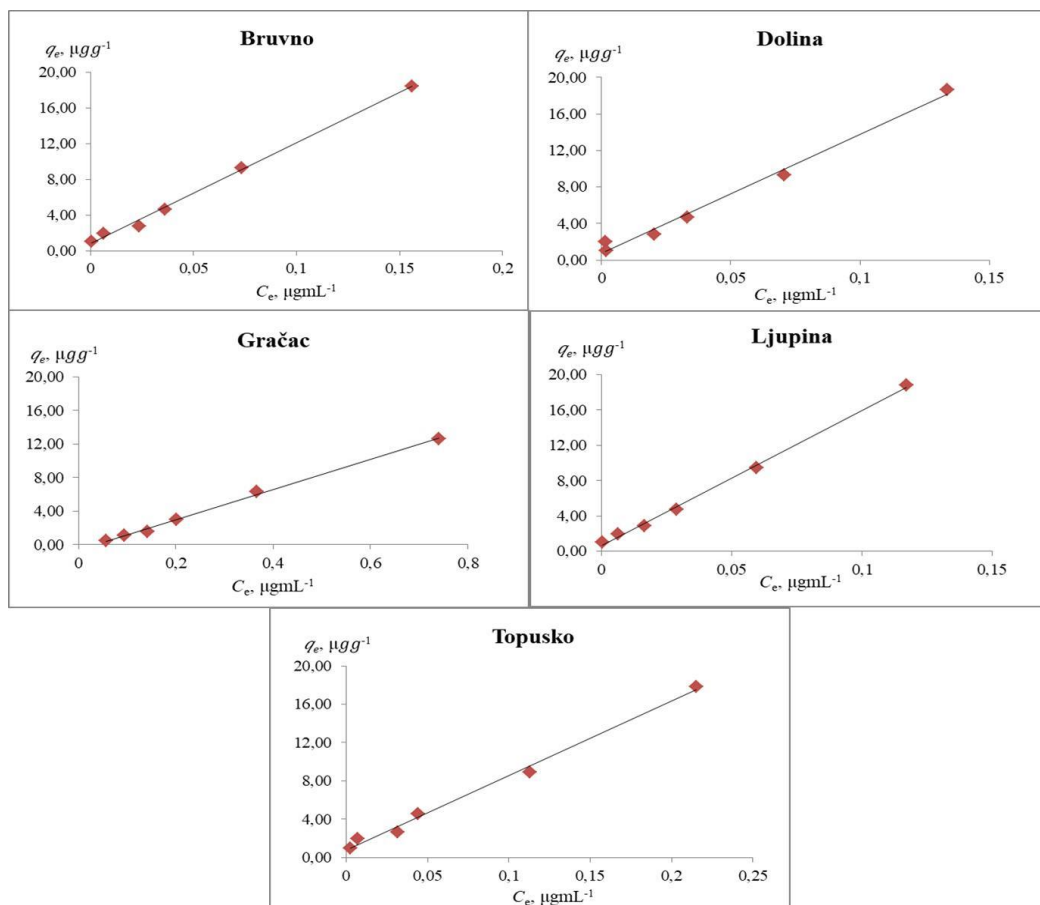 Bruvno
qₑ, µgg⁻¹
20,00
16,00
12,00
8,00
4,00
0,00
0 0,05 0,1 0,15 0,2
Cₑ, µgmL⁻¹
Dolina
qₑ, µgg⁻¹
20,00
16,00
12,00
8,00
4,00
0,00
0 0,05 0,1 0,15
Cₑ, µgmL⁻¹
Gračac
qₑ, µgg⁻¹
20,00
16,00
12,00
8,00
4,00
0,00
0 0,2 0,4 0,6 0,8
Cₑ, µgmL⁻¹
Ljupina
qₑ, µgg⁻¹
20,00
16,00
12,00
8,00
4,00
0,00
0 0,05 0,1 0,15
Cₑ, µgmL⁻¹
Topusko
qₑ, µgg⁻¹
20,00
16,00
12,00
8,00
4,00
0,00
0 0,05 0,1 0,15 0,2 0,25
Cₑ, µgmL⁻¹